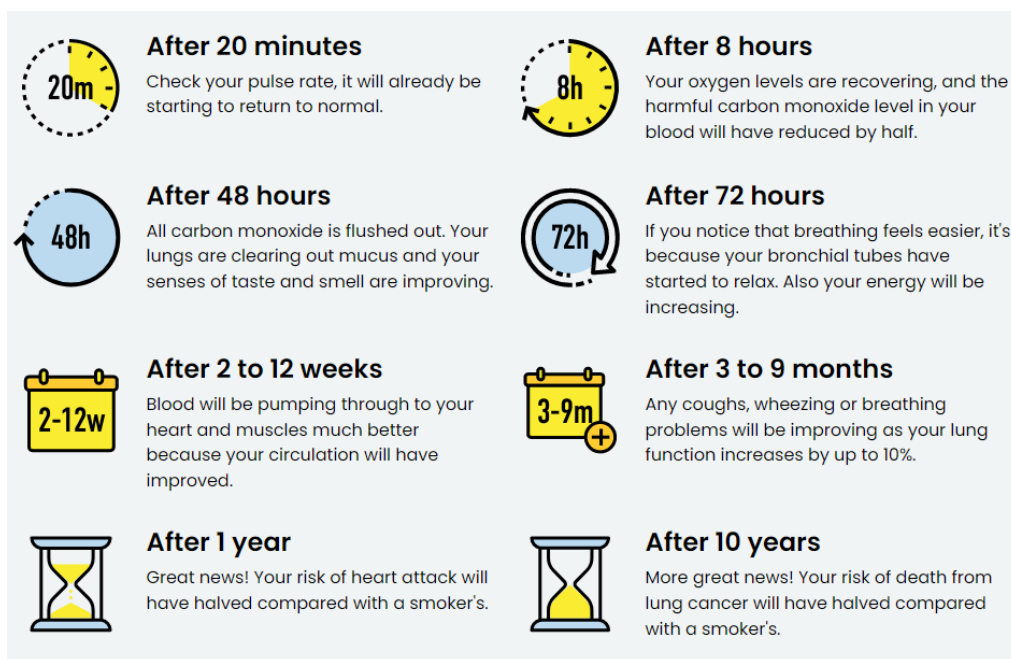 20m
After 20 minutes
Check your pulse rate, it will already be
starting to return to normal.
8h
After 8 hours
Your oxygen levels are recovering, and the
harmful carbon monoxide level in your
blood will have reduced by half.
48h
After 48 hours
All carbon monoxide is flushed out. Your
lungs are clearing out mucus and your
senses of taste and smell are improving.
72h
After 72 hours
If you notice that breathing feels easier, it's
because your bronchial tubes have
started to relax. Also your energy will be
increasing.
2-12w
After 2 to 12 weeks
Blood will be pumping through to your
heart and muscles much better
because your circulation will have
improved.
3-9m
After 3 to 9 months
Any coughs, wheezing or breathing
problems will be improving as your lung
function increases by up to 10%.
After 1 year
Great news! Your risk of heart attack will
have halved compared with a smoker's.
After 10 years
More great news! Your risk of death from
lung cancer will have halved compared
with a smoker's.